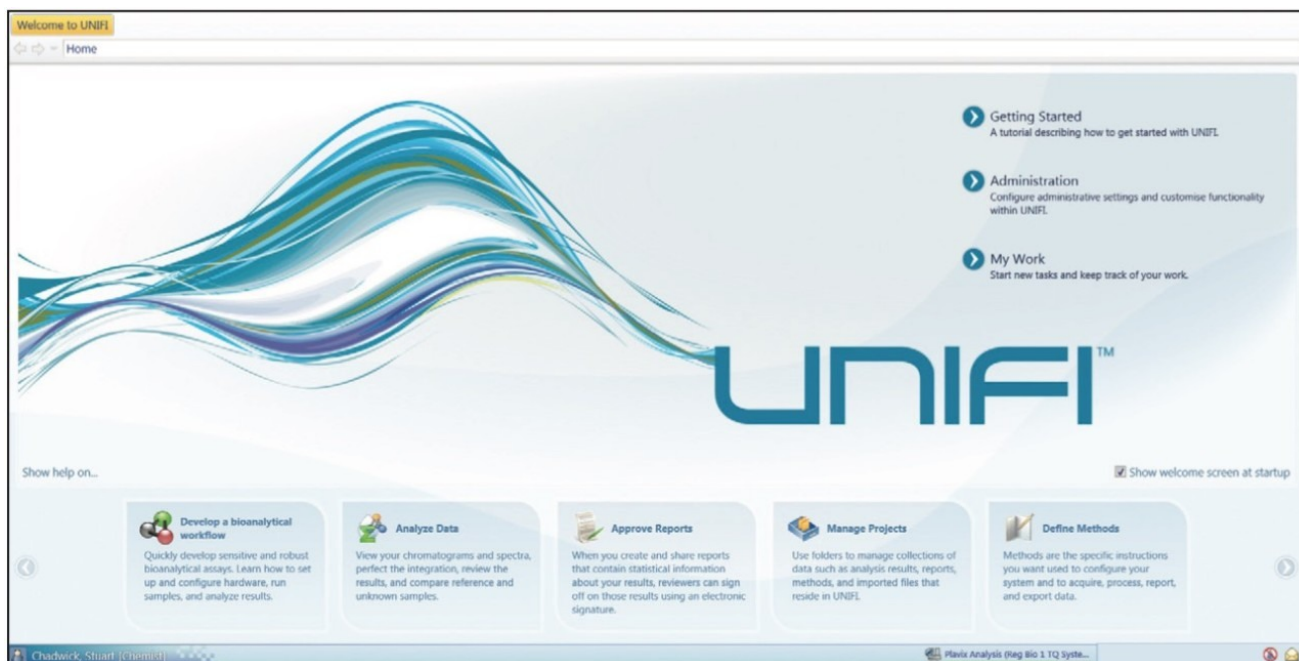 Welcome to UNIFI
Home
Getting Started
A tutorial describing how to get started with UNIFI.
Administration
Configure administrative settings and customise functionality
within UNIFI.
My Work
Start new tasks and keep track of your work.
UNIFI™
Show help on...
Show welcome screen at startup
Develop a bioanalytical
workflow
Quickly develop sensitive and robust
bioanalytical assays. Learn how to set
up and configure hardware, run
samples, and analyze results.
Analyze Data
View your chromatograms and spectra,
perfect the integration, review the
results, and compare reference and
unknown samples.
Approve Reports
When you create and share reports
that contain statistical information
about your results, reviewers can sign
off on those results using an electronic
signature.
Manage Projects
Use folders to manage collections of
data such as analysis results, reports,
methods, and imported files that
reside in UNIFI.
Define Methods
Methods are the specific instructions
you want used to configure your
system and to acquire, process, report,
and export data.
Chadwick, Stuart [Chemist]
Plavix Analysis (Reg Bio 1 TQ Syste...